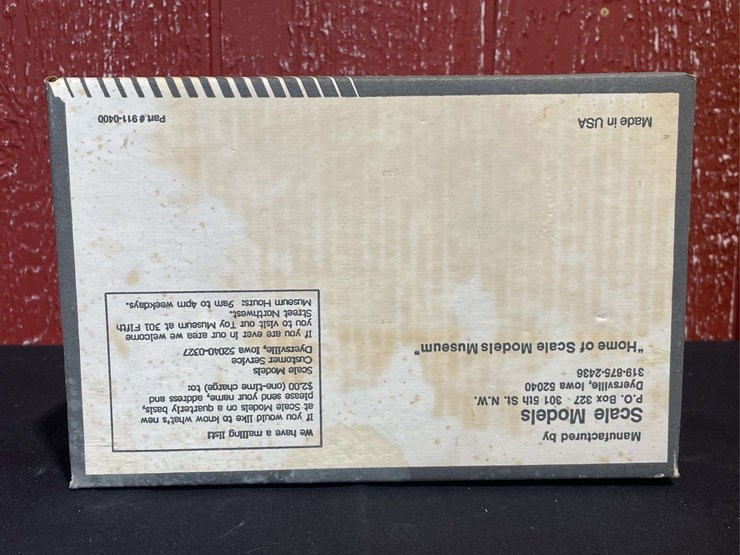 Manufactured by
Scale Models
P.O. Box 327 · 301 5th St. N.W.
Dyersville, Iowa 52040
319-875-2436
"Home of Scale Models Museum"
We have a mailing list!
If you would like to know what's new
at Scale Models on a quarterly basis,
please send your name, address and
$2.00 (one-time charge) to:
Scale Models
Customer Service
Dyersville, Iowa 52040-0327
If you are ever in our area we welcome
you to visit our Toy Museum at 301 Fifth
Street Northwest.
Museum Hours: 9am to 4pm weekdays.
Made in USA
Part # 911-0400